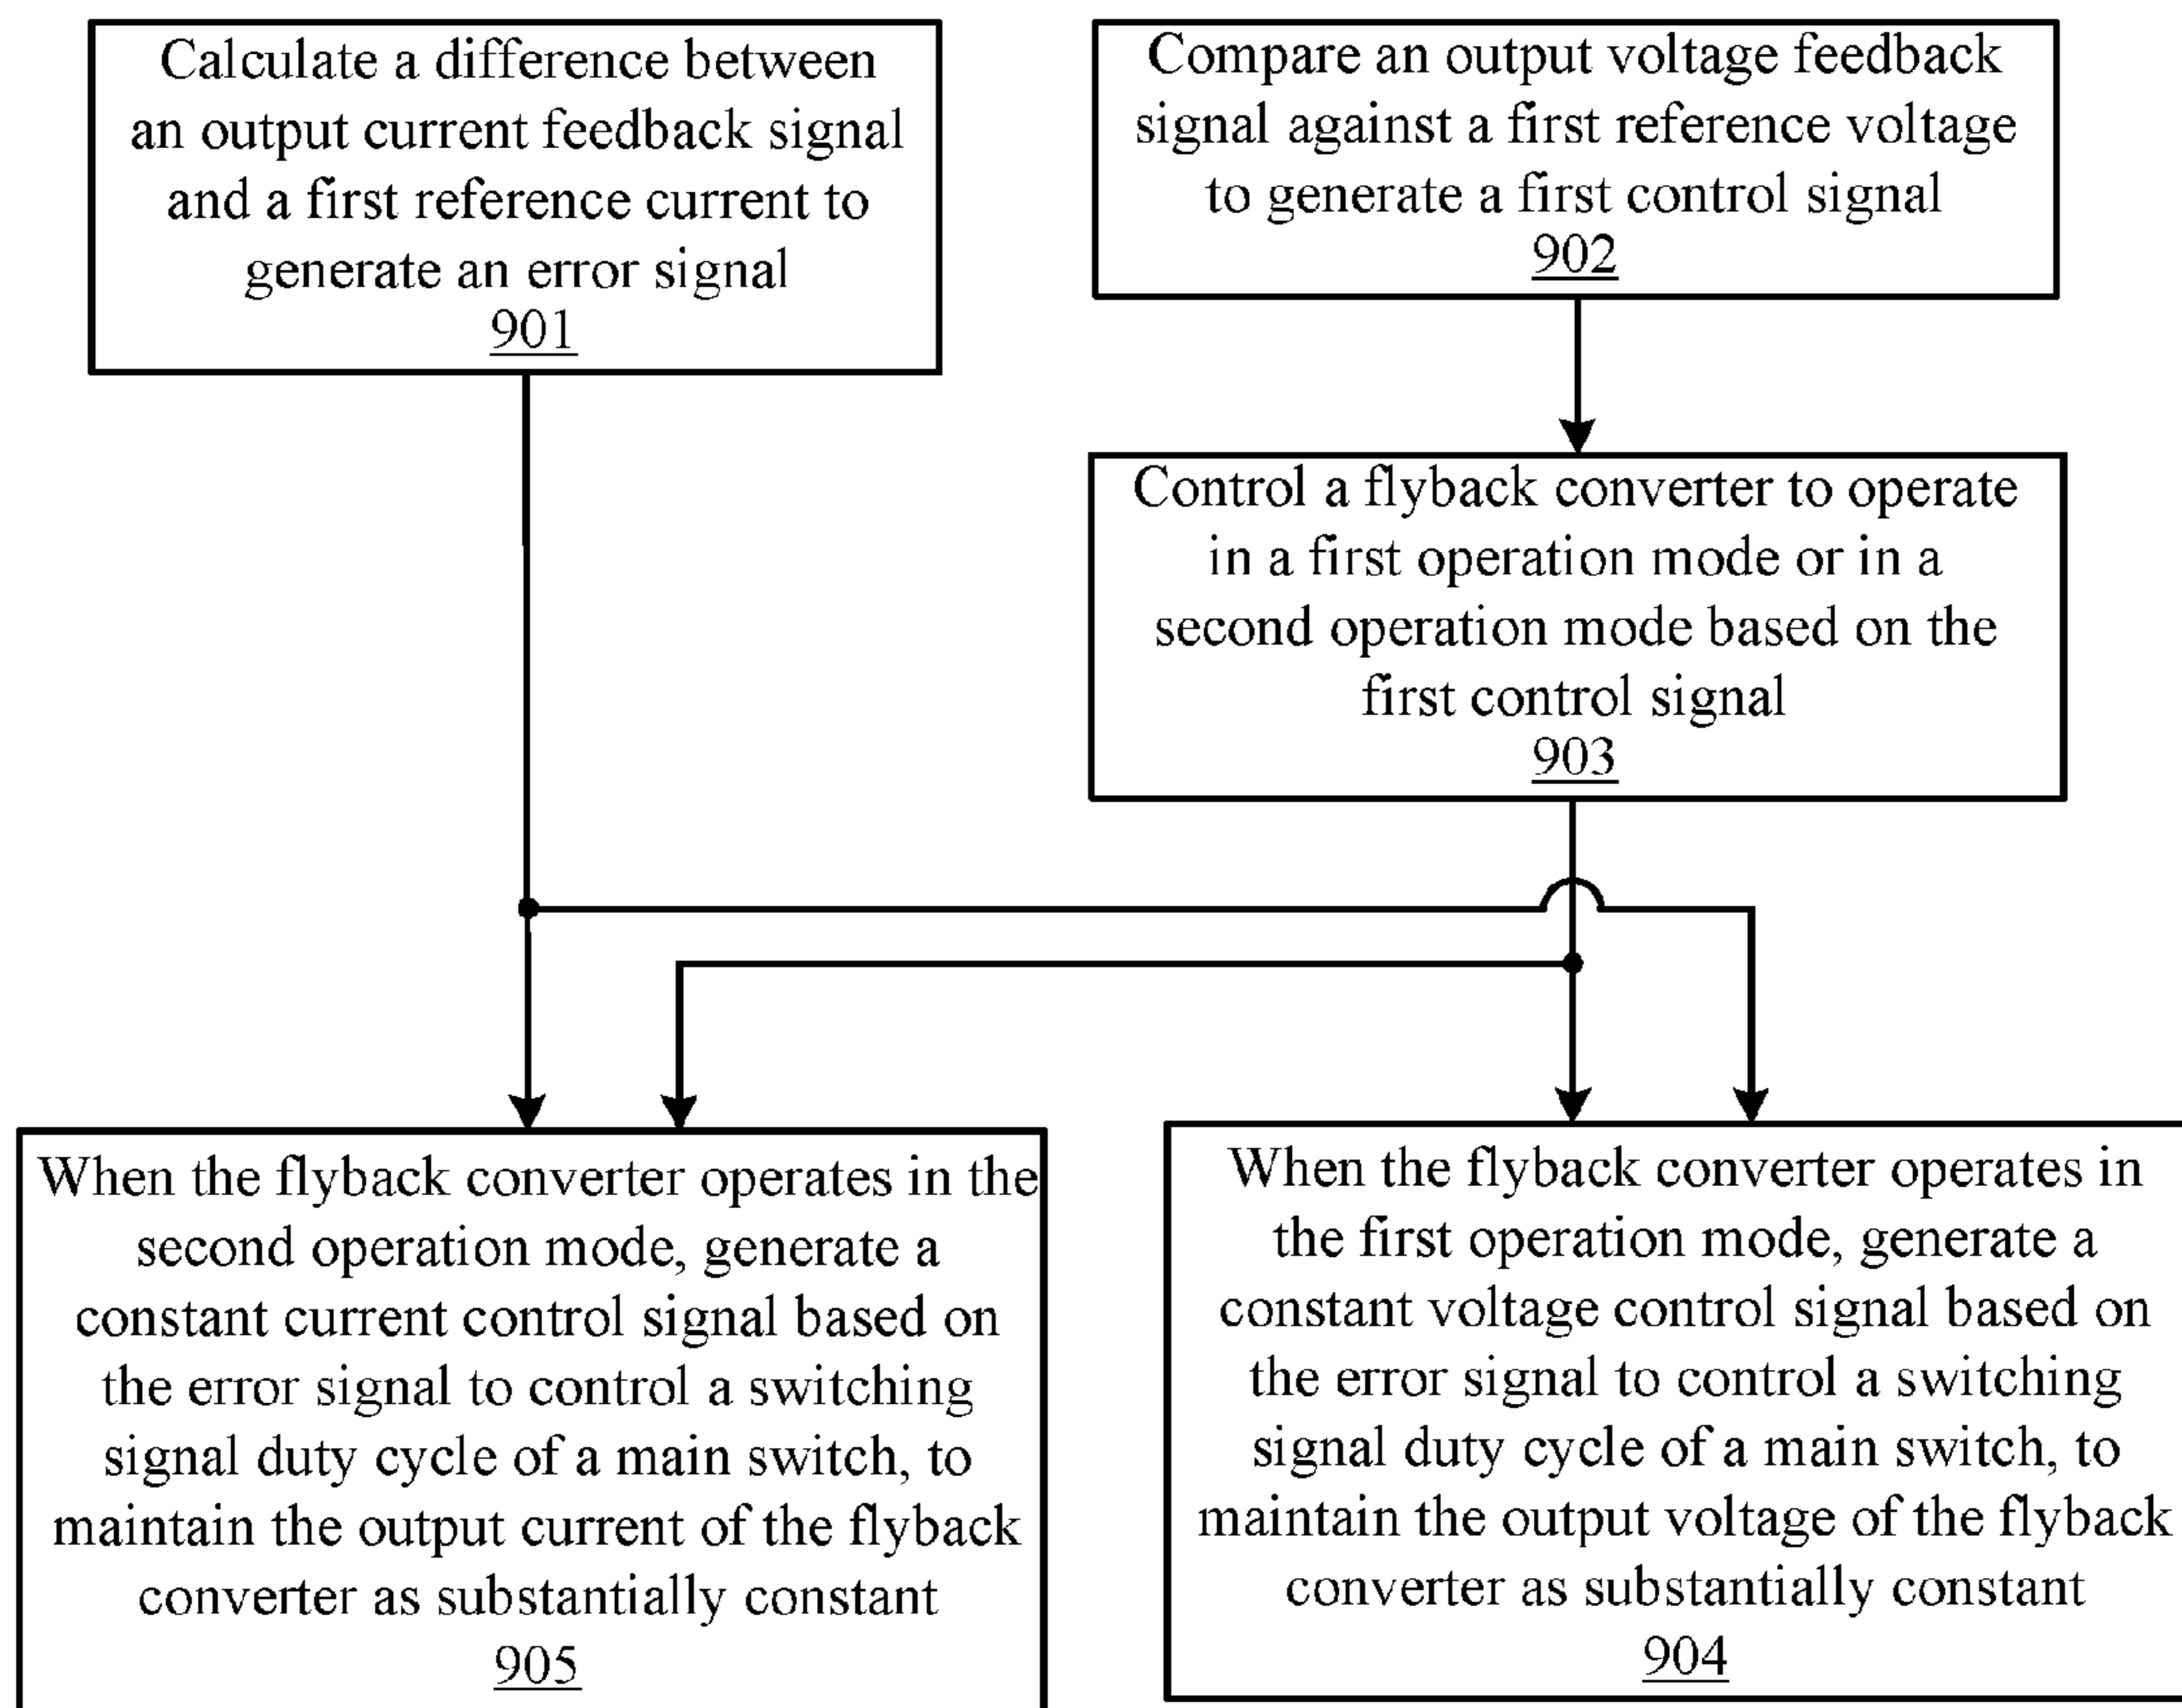 Calculate a difference between
an output current feedback signal
and a first reference current to
generate an error signal
901
Compare an output voltage feedback
signal against a first reference voltage
to generate a first control signal
902
Control a flyback converter to operate
in a first operation mode or in a
second operation mode based on the
first control signal
903
When the flyback converter operates in the
second operation mode, generate a
constant current control signal based on
the error signal to control a switching
signal duty cycle of a main switch, to
maintain the output current of the flyback
converter as substantially constant
905
When the flyback converter operates in
the first operation mode, generate a
constant voltage control signal based on
the error signal to control a switching
signal duty cycle of a main switch, to
maintain the output voltage of the flyback
converter as substantially constant
904